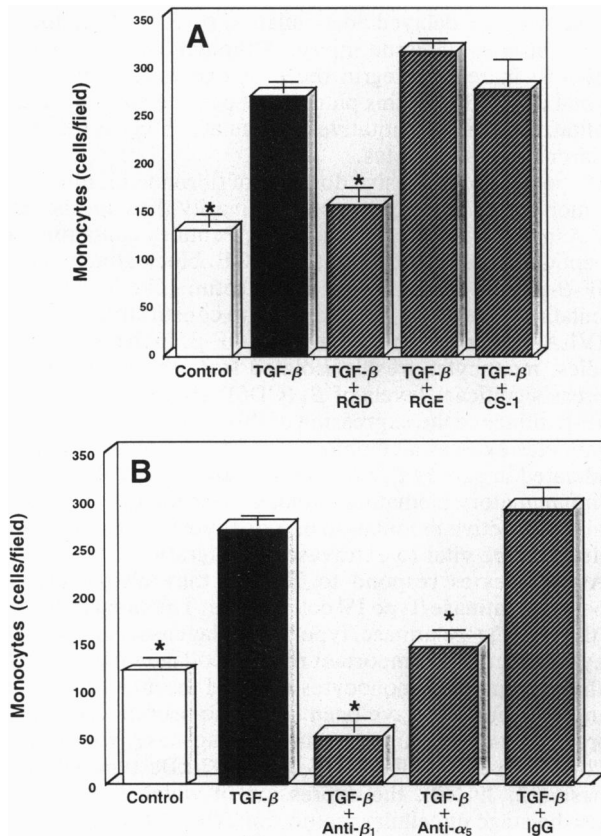 A
Monocytes (cells/field)
350
300
250
200
150
100
50
0
*
*
Control
TGF-β
TGF-β
+
RGD
TGF-β
+
RGE
TGF-β
+
CS-1
B
Monocytes (cells/field)
350
300
250
200
150
100
50
0
*
*
*
Control
TGF-β
TGF-β
+
Anti-β₁
TGF-β
+
Anti-α₅
TGF-β
+
IgG